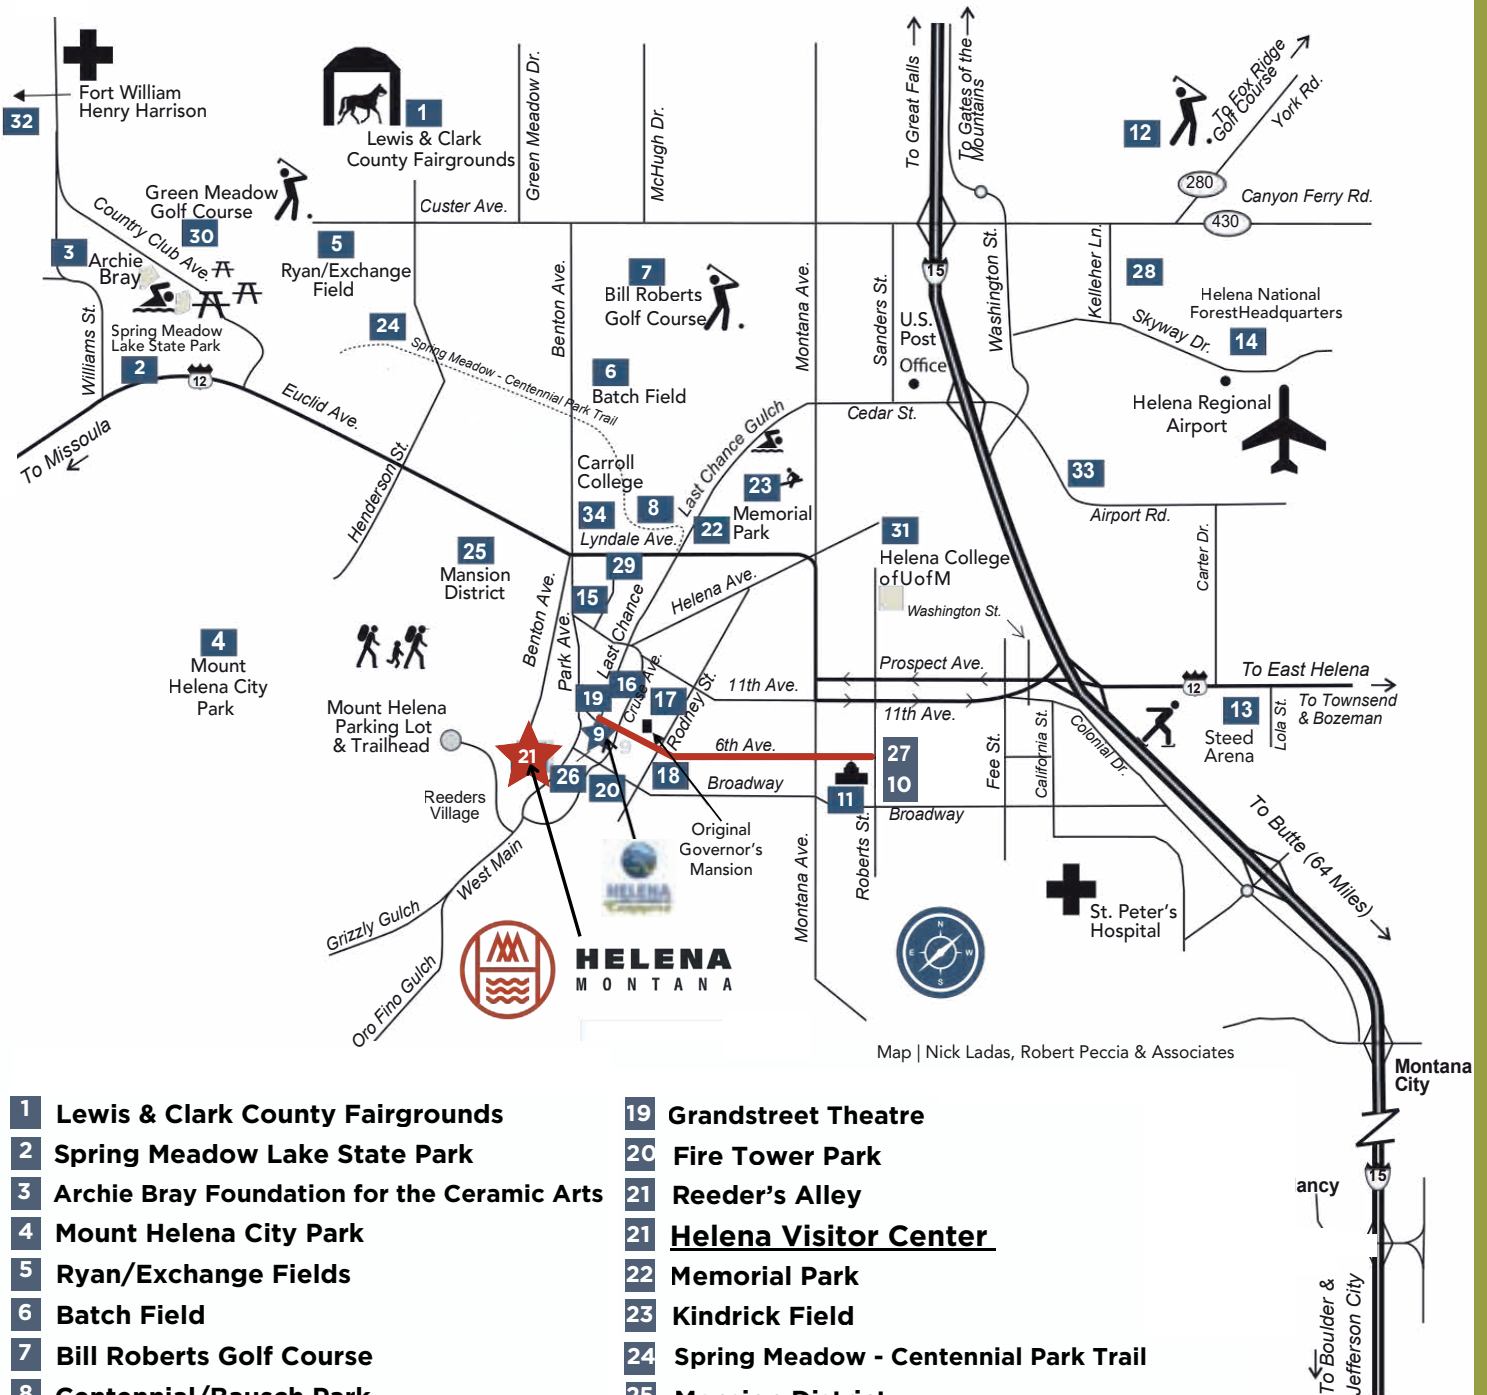 To Great Falls
To Gates of the
Mountains
Fort William
Henry Harrison
32
1
Lewis & Clark
County Fairgrounds
Green Meadow Dr.
McHugh Dr.
12
To Fox Ridge
Golf Course
York Rd.
280
Canyon Ferry Rd.
430
Green Meadow
Golf Course
30
Country Club Ave.
Custer Ave.
3
Archie
Bray
5
Ryan/Exchange
Field
7
Bill Roberts
Golf Course
Benton Ave.
Montana Ave.
Sanders St.
15
Washington St.
Kelleher Ln.
28
Helena National
ForestHeadquarters
14
Skyway Dr.
U.S.
Post
Office
Williams St.
Spring Meadow
Lake State Park
2
12
24
Spring Meadow - Centennial Park Trail
6
Batch Field
Euclid Ave.
To Missoula
Henderson St.
Cedar St.
Helena Regional
Airport
Last Chance Gulch
Carroll
College
34
8
23
Memorial
Park
22
Lyndale Ave.
33
Airport Rd.
Carter Dr.
31
Helena College
ofUofM
Washington St.
25
Mansion
District
29
15
Helena Ave.
Benton Ave.
Park Ave.
Last Chance
Cruse Ave.
Rodney St.
4
Mount
Helena City
Park
Mount Helena
Parking Lot
& Trailhead
16
19
17
9
9
11th Ave.
Prospect Ave.
11th Ave.
12
To East Helena
To Townsend
& Bozeman
13
Steed
Arena
Lola St.
Colonial Dr.
California St.
Fee St.
21
26
20
18
6th Ave.
Broadway
27
10
11
Broadway
Roberts St.
Montana Ave.
Reeders
Village
Original
Governor's
Mansion
West Main
Grizzly Gulch
Oro Fino Gulch
HELENA
HELENA
MONTANA
N
E
W
S
St. Peter's
Hospital
To Butte (64 Miles)
Map | Nick Ladas, Robert Peccia & Associates
Montana
City
15
ancy
To Boulder &
Jefferson City
1 Lewis & Clark County Fairgrounds
2 Spring Meadow Lake State Park
3 Archie Bray Foundation for the Ceramic Arts
4 Mount Helena City Park
5 Ryan/Exchange Fields
6 Batch Field
7 Bill Roberts Golf Course
8 Centennial/Bausch Park
19 Grandstreet Theatre
20 Fire Tower Park
21 Reeder's Alley
21 Helena Visitor Center
22 Memorial Park
23 Kindrick Field
24 Spring Meadow - Centennial Park Trail
25 Mansion District